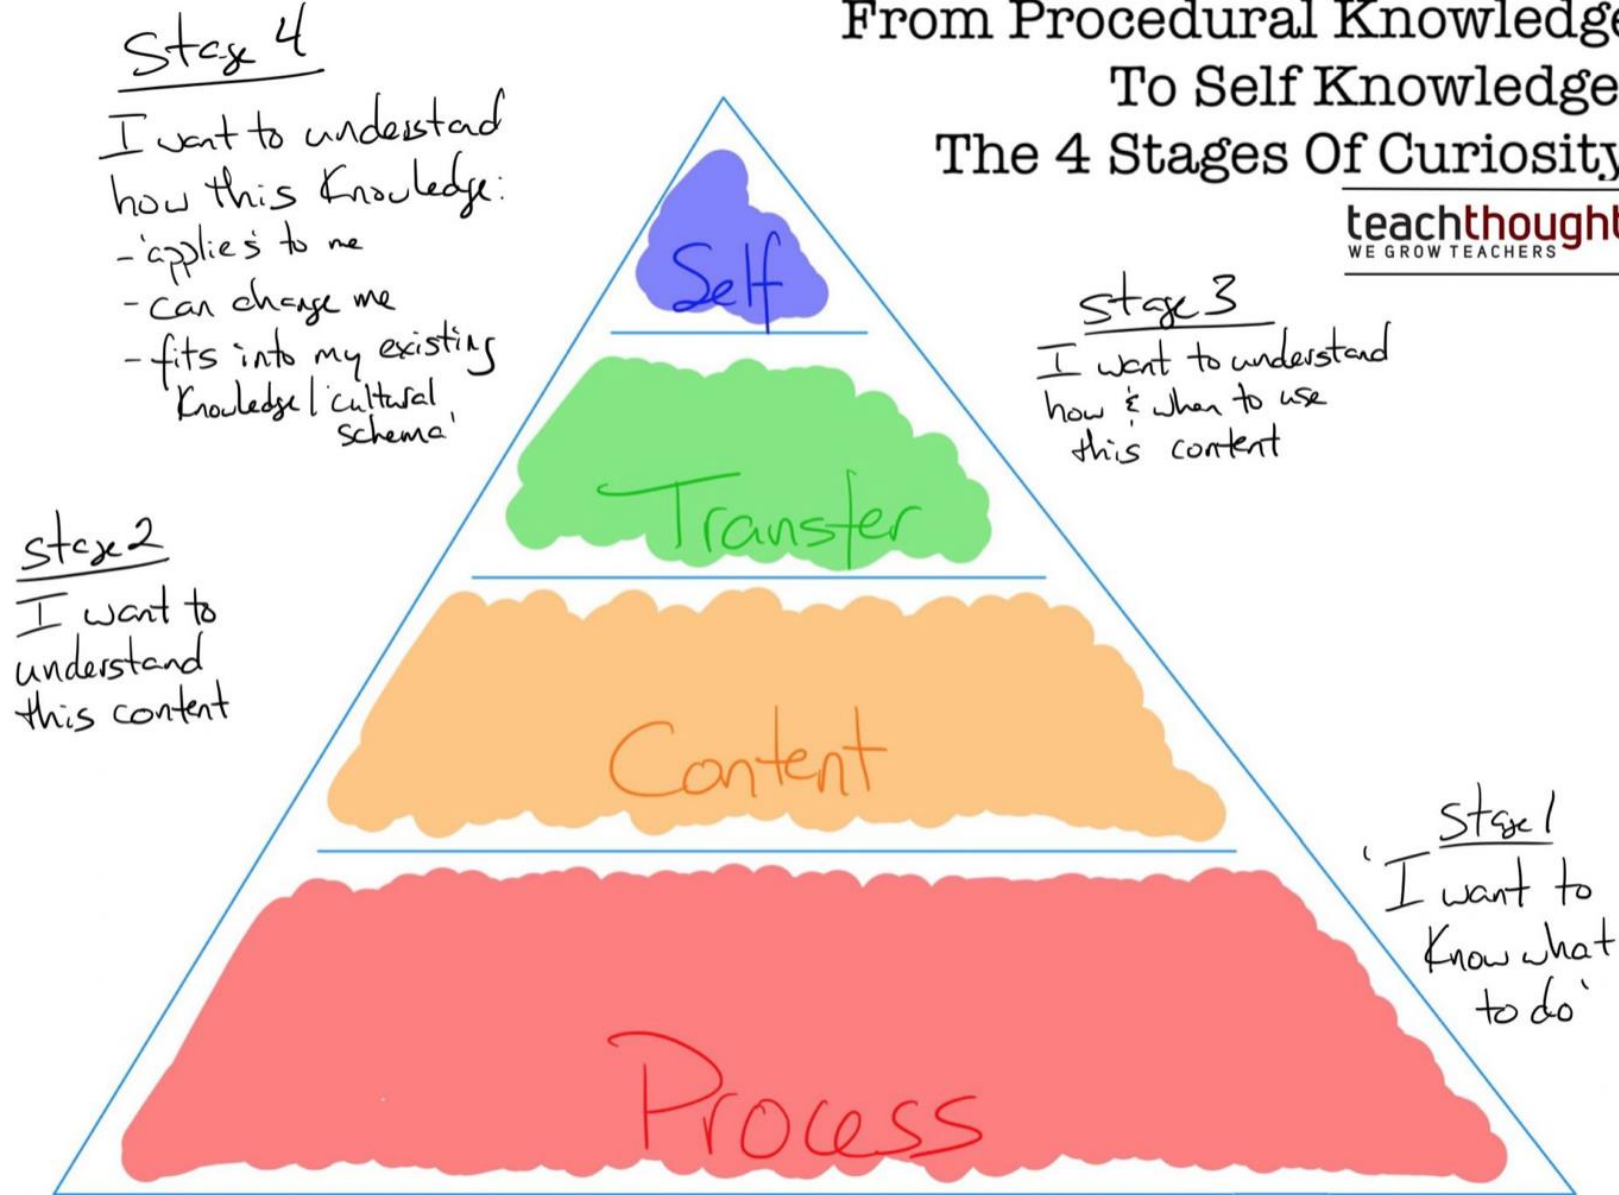 From Procedural Knowledge
To Self Knowledge
The 4 Stages Of Curiosity
teachthought
WE GROW TEACHERS
Stage 4
I want to understand
how this Knowledge:
- 'applies' to me
- can change me
- fits into my existing
Knowledge / 'cultural
schema'
Self
Stage 3
I want to understand
how & when to use
this content
Transfer
Stage 2
I want to
understand
this content
Content
Stage 1
'I want to
Know what
to do'
Process